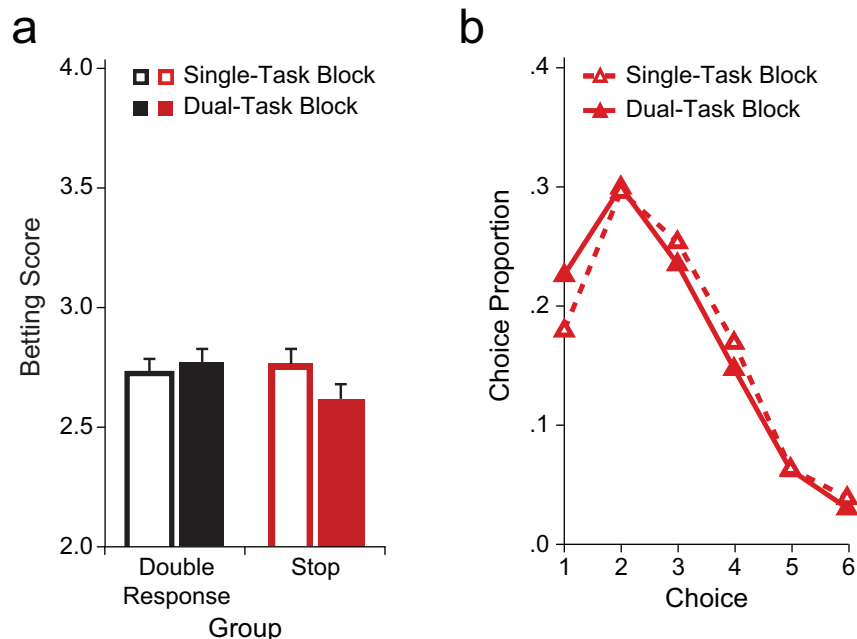 a
4.0
3.5
3.0
2.5
2.0
Betting Score
Single-Task Block
Dual-Task Block
Double
Response
Stop
Group
b
.4
.3
.2
.1
.0
Choice Proportion
Single-Task Block
Dual-Task Block
1 2 3 4 5 6
Choice